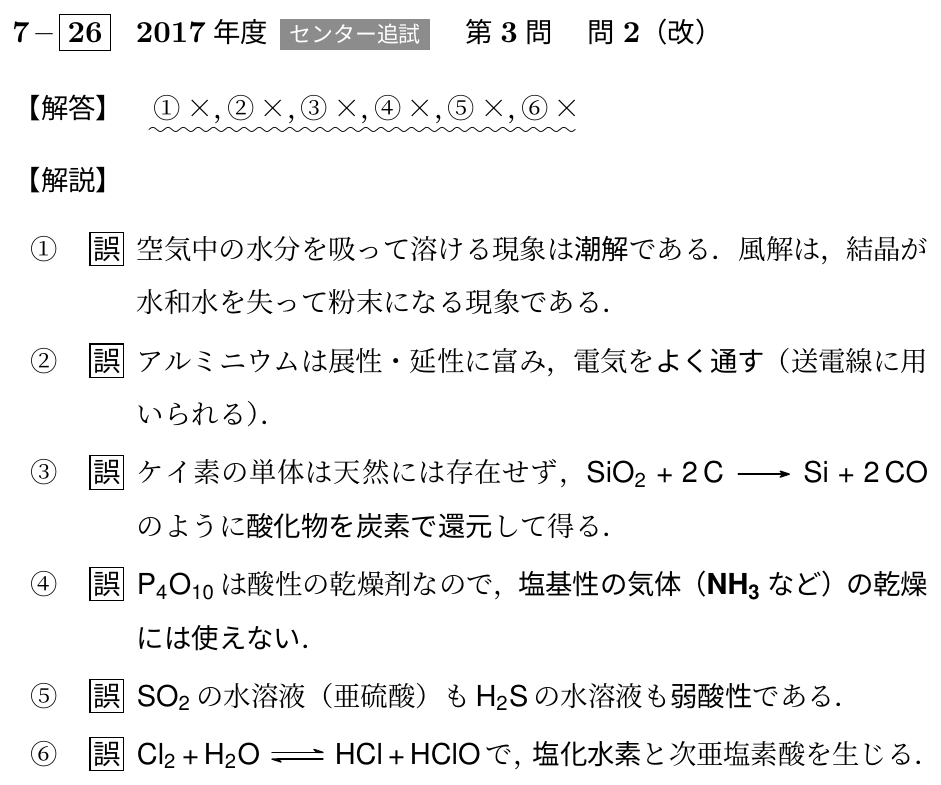 7－26 2017 年度 センター追試 第 3 問 問 2（改）
【解答】 ① ×, ② ×, ③ ×, ④ ×, ⑤ ×, ⑥ ×
【解説】
① 誤 空気中の水分を吸って溶ける現象は潮解である．風解は，結晶が
水和水を失って粉末になる現象である．
② 誤 アルミニウムは展性・延性に富み，電気をよく通す（送電線に用
いられる）．
③ 誤 ケイ素の単体は天然には存在せず，SiO₂ + 2 C ⟶ Si + 2 CO
のように酸化物を炭素で還元して得る．
④ 誤 P₄O₁₀ は酸性の乾燥剤なので，塩基性の気体（NH₃ など）の乾燥
には使えない．
⑤ 誤 SO₂ の水溶液（亜硫酸）も H₂S の水溶液も弱酸性である．
⑥ 誤 Cl₂ + H₂O ⇌ HCl + HClO で，塩化水素と次亜塩素酸を生じる．